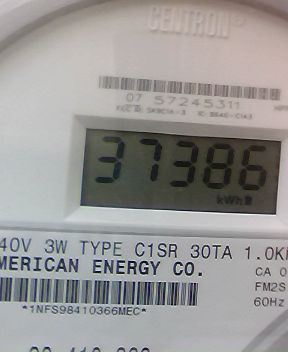 CENTRON®
07 57245311
37386
kWh
40V 3W TYPE C1SR 30TA 1.0K
MERICAN ENERGY CO.
CA 0
FM2S
60Hz
*1NFS98410366MEC*